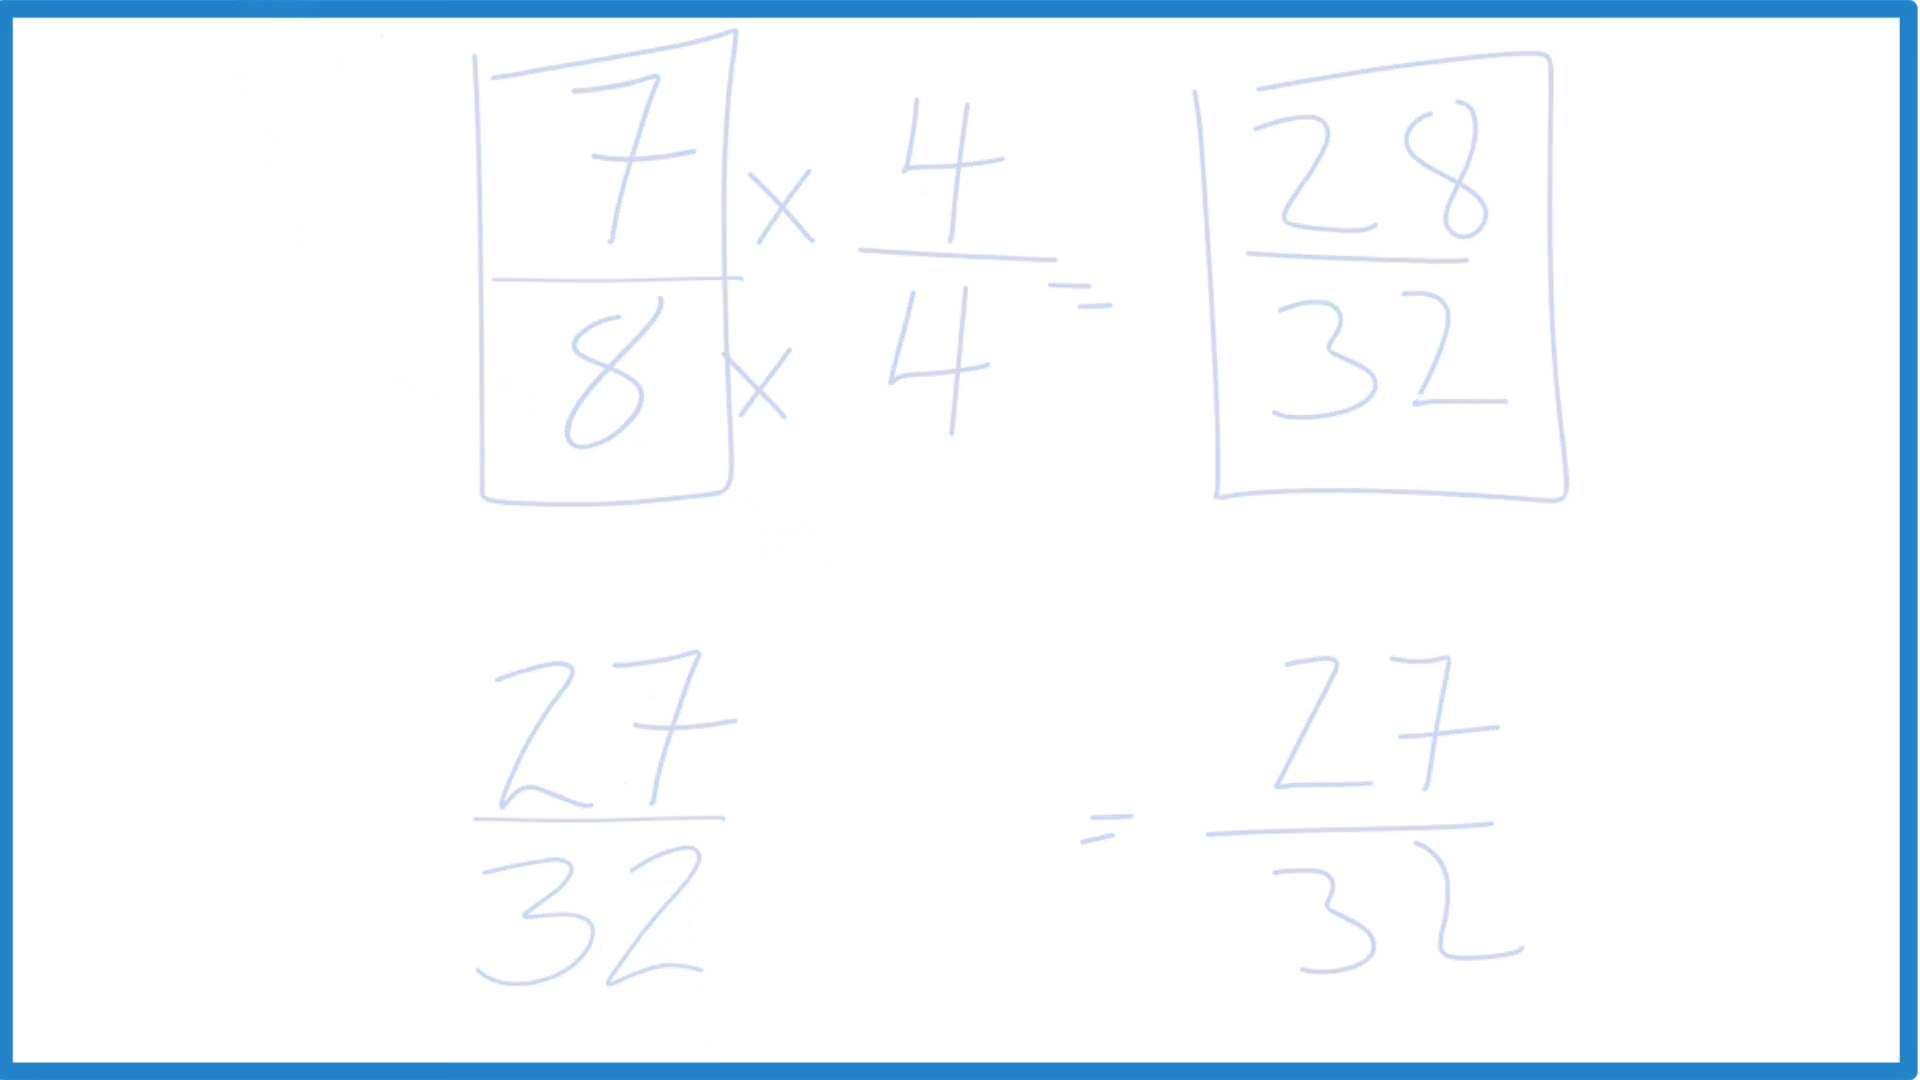 7/8 × 4/4 = 28/32
×
27/32 = 27/32